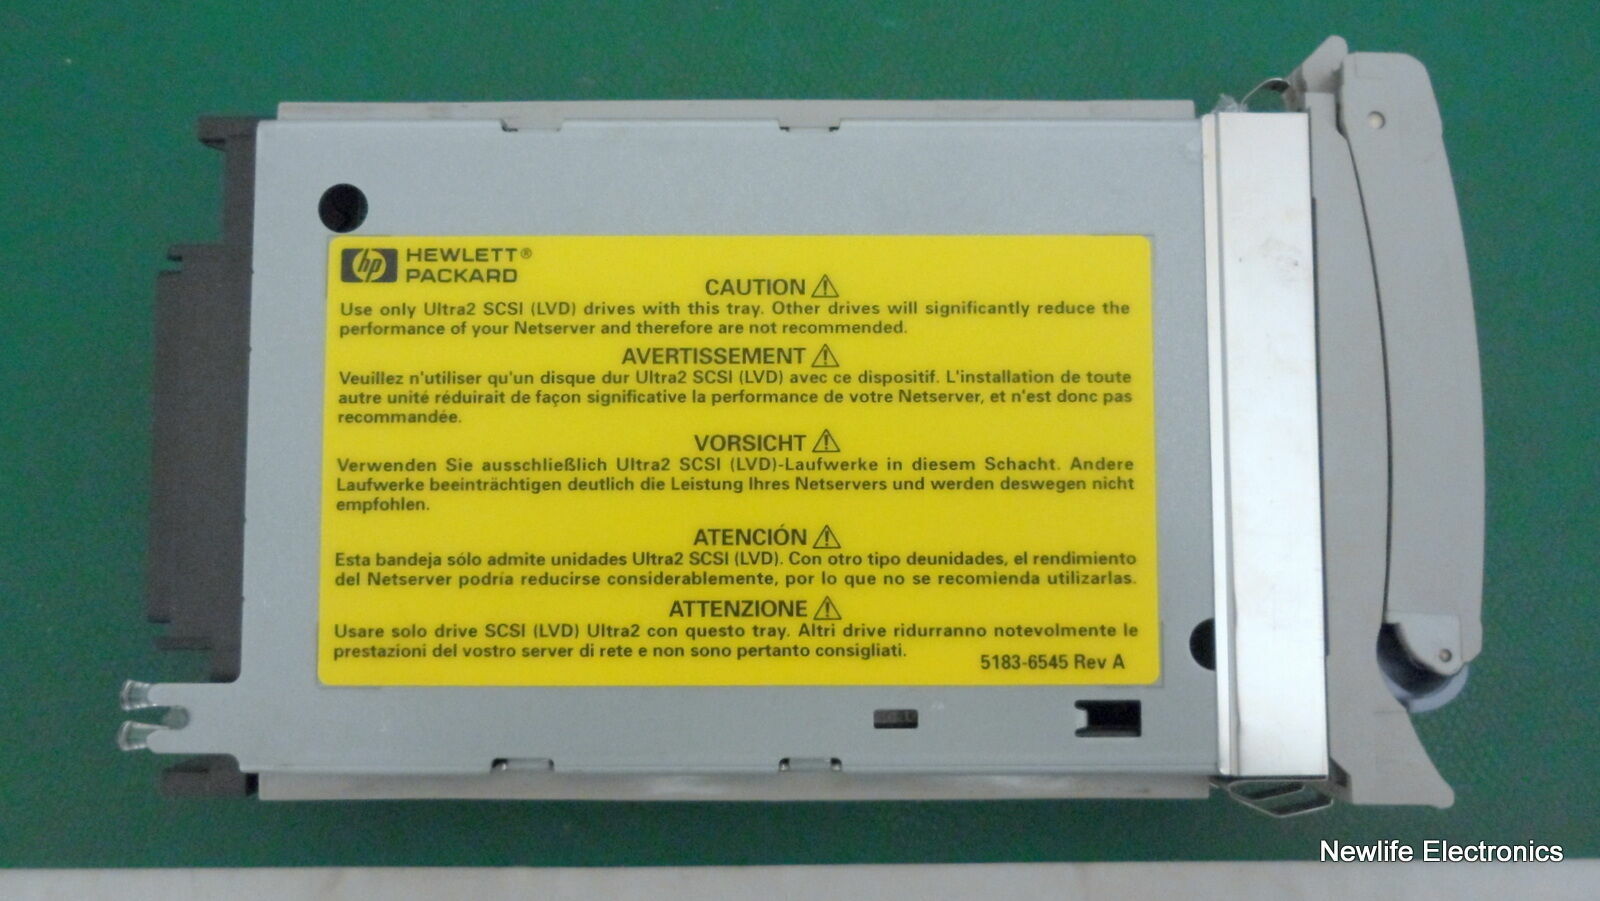 hp HEWLETT®
PACKARD
CAUTION
Use only Ultra2 SCSI (LVD) drives with this tray. Other drives will significantly reduce the
performance of your Netserver and therefore are not recommended.
AVERTISSEMENT
Veuillez n'utiliser qu'un disque dur Ultra2 SCSI (LVD) avec ce dispositif. L'installation de toute
autre unité réduirait de façon significative la performance de votre Netserver, et n'est donc pas
recommandée.
VORSICHT
Verwenden Sie ausschließlich Ultra2 SCSI (LVD)-Laufwerke in diesem Schacht. Andere
Laufwerke beeinträchtigen deutlich die Leistung Ihres Netservers und werden deswegen nicht
empfohlen.
ATENCIÓN
Esta bandeja sólo admite unidades Ultra2 SCSI (LVD). Con otro tipo deunidades, el rendimiento
del Netserver podría reducirse considerablemente, por lo que no se recomienda utilizarlas.
ATTENZIONE
Usare solo drive SCSI (LVD) Ultra2 con questo tray. Altri drive ridurranno notevolmente le
prestazioni del vostro server di rete e non sono pertanto consigliati.
5183-6545 Rev A
Newlife Electronics